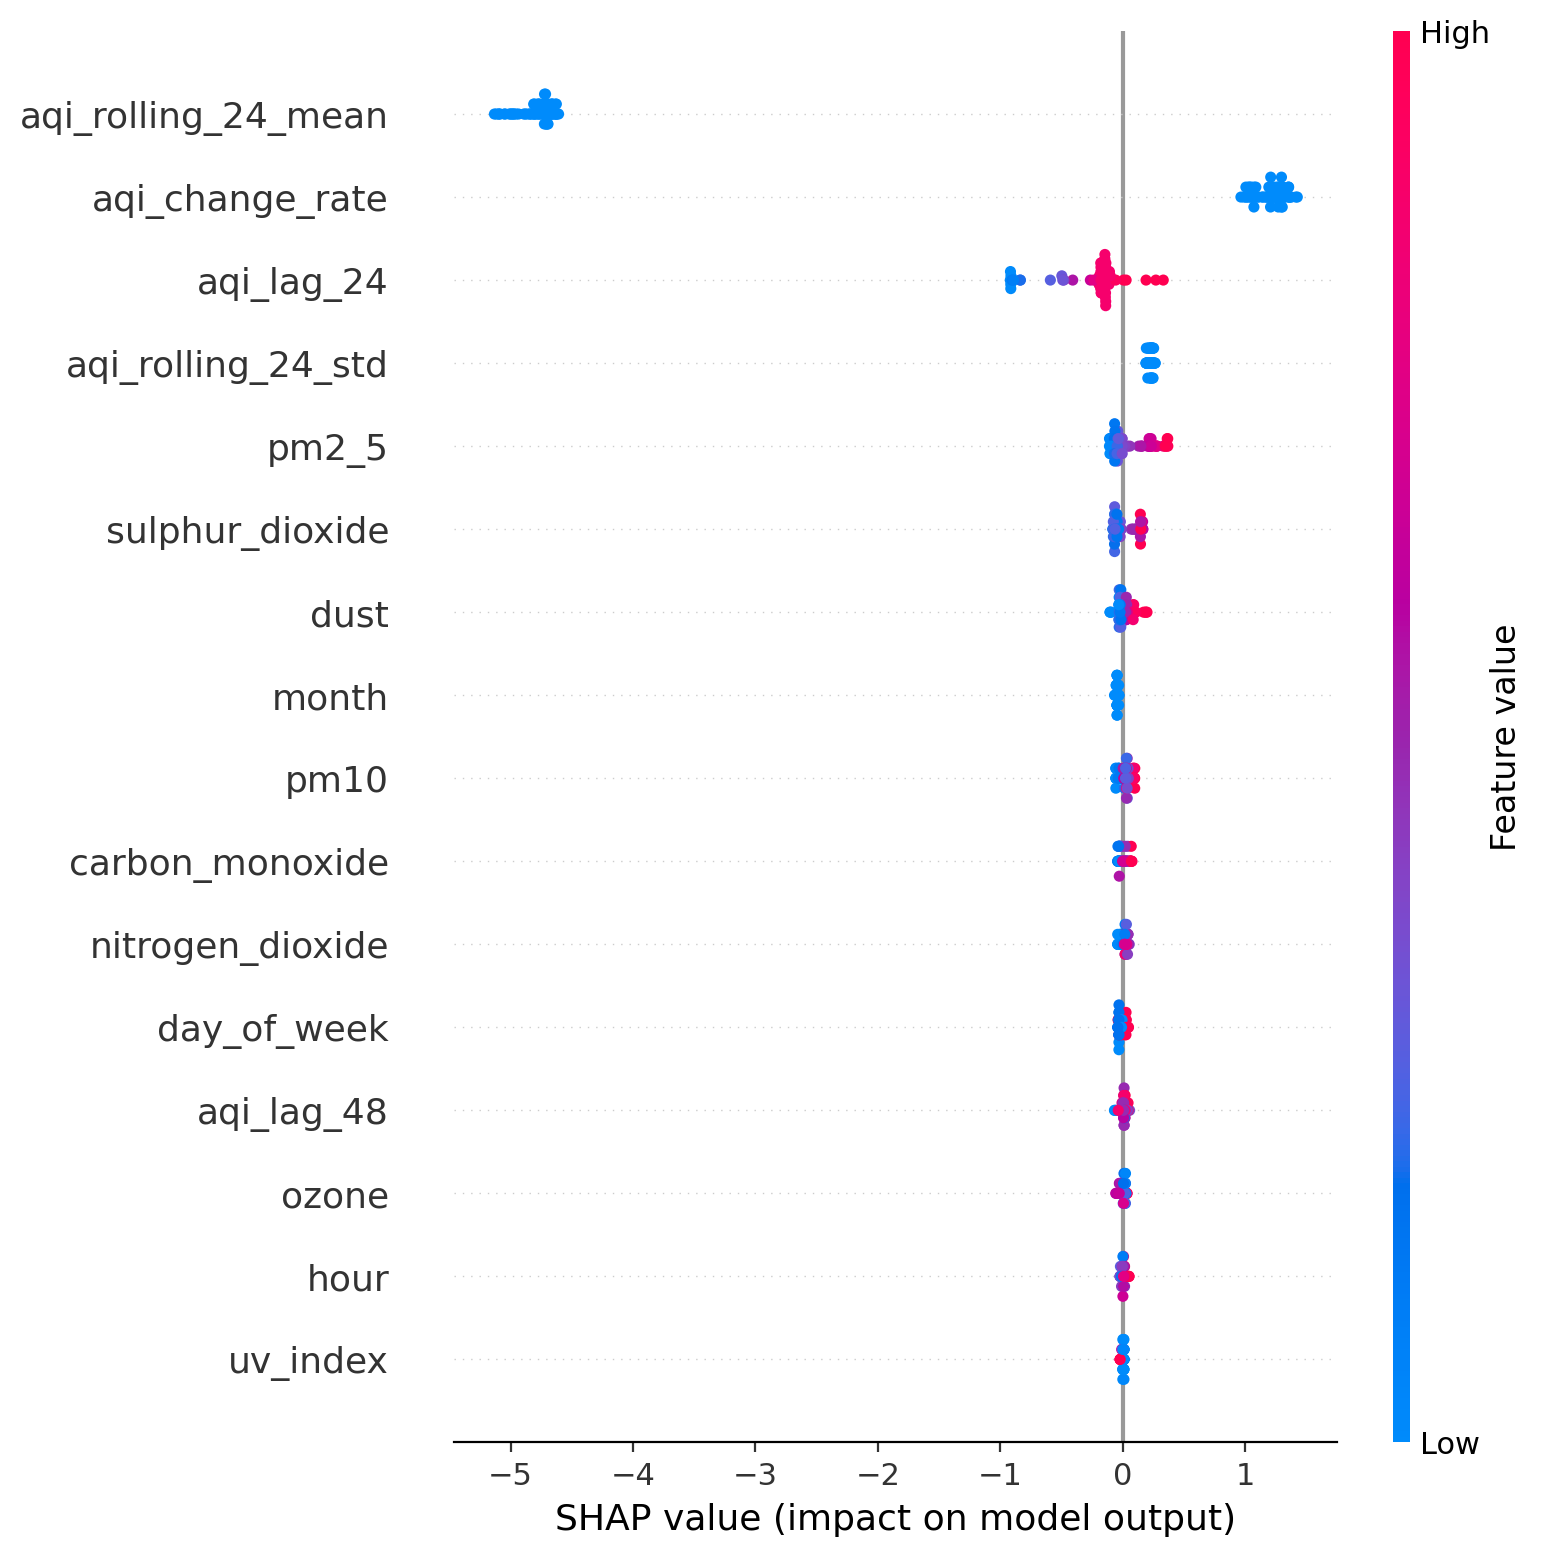 High
aqi_rolling_24_mean
aqi_change_rate
aqi_lag_24
aqi_rolling_24_std
pm2_5
sulphur_dioxide
dust
month
pm10
carbon_monoxide
nitrogen_dioxide
day_of_week
aqi_lag_48
ozone
hour
uv_index
Feature value
Low
−5 −4 −3 −2 −1 0 1
SHAP value (impact on model output)